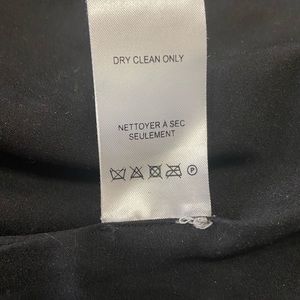 DRY CLEAN ONLY
NETTOYER À SEC
SEULEMENT
P